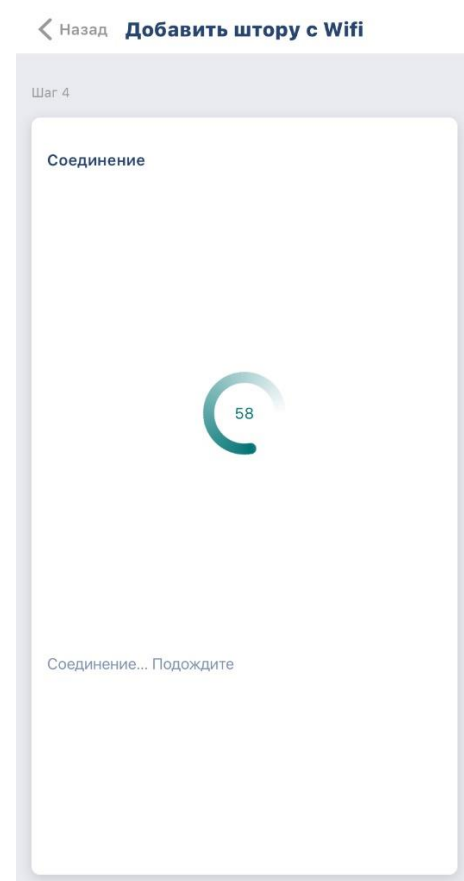 Назад Добавить штору с Wifi
Шаг 4
Соединение
58
Соединение... Подождите